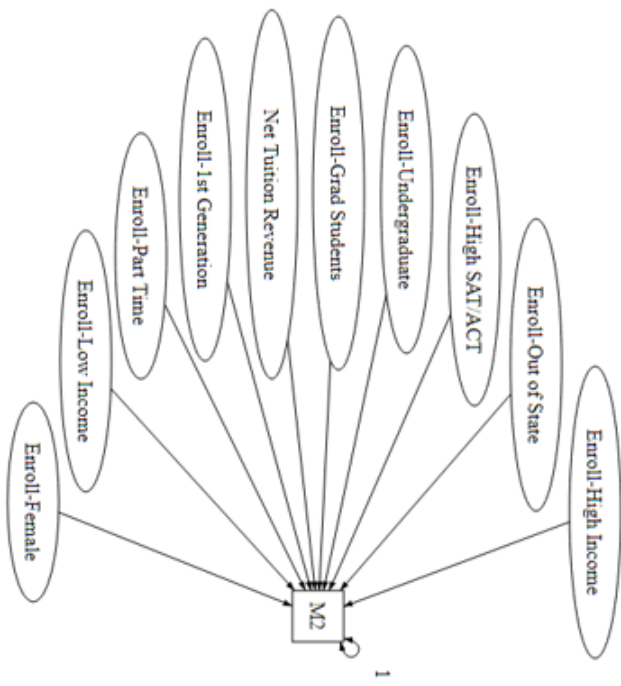 Enroll-High Income
Enroll-Out of State
Enroll-High SAT/ACT
Enroll-Undergraduate
Enroll-Grad Students
Net Tuition Revenue
Enroll-1st Generation
Enroll-Part Time
Enroll-Low Income
Enroll-Female
M2
1